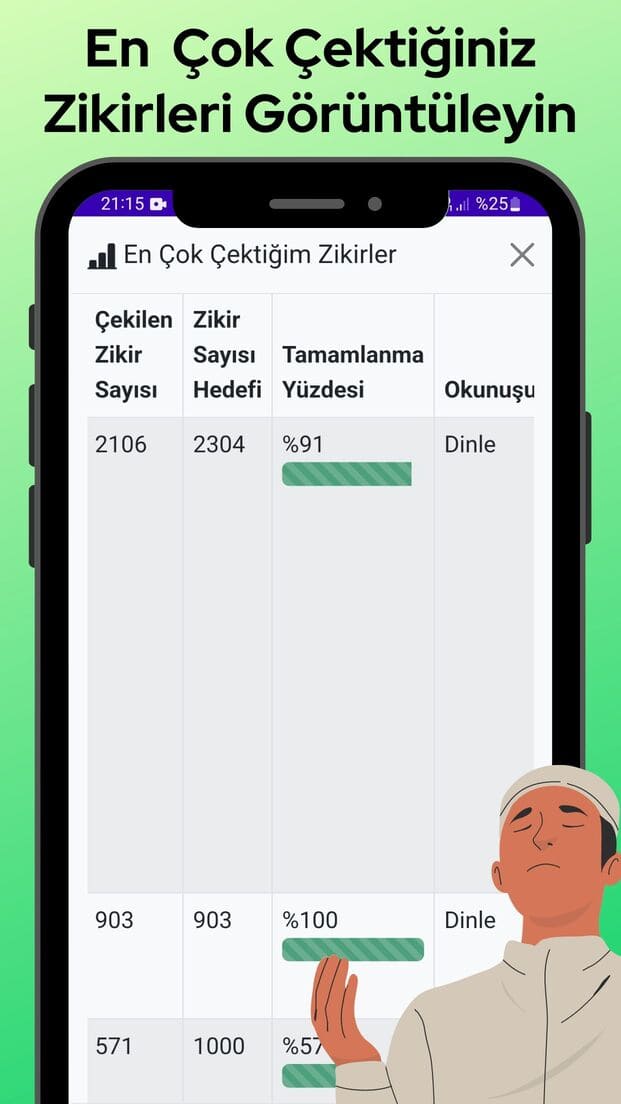 En Çok Çektiğiniz
Zikirleri Görüntüleyin
21:15 %25
En Çok Çektiğim Zikirler
Çekilen Zikir Sayısı
Zikir Sayısı Hedefi
Tamamlanma Yüzdesi
Okunuşu
2106 2304 %91 Dinle
903 903 %100 Dinle
571 1000 %57